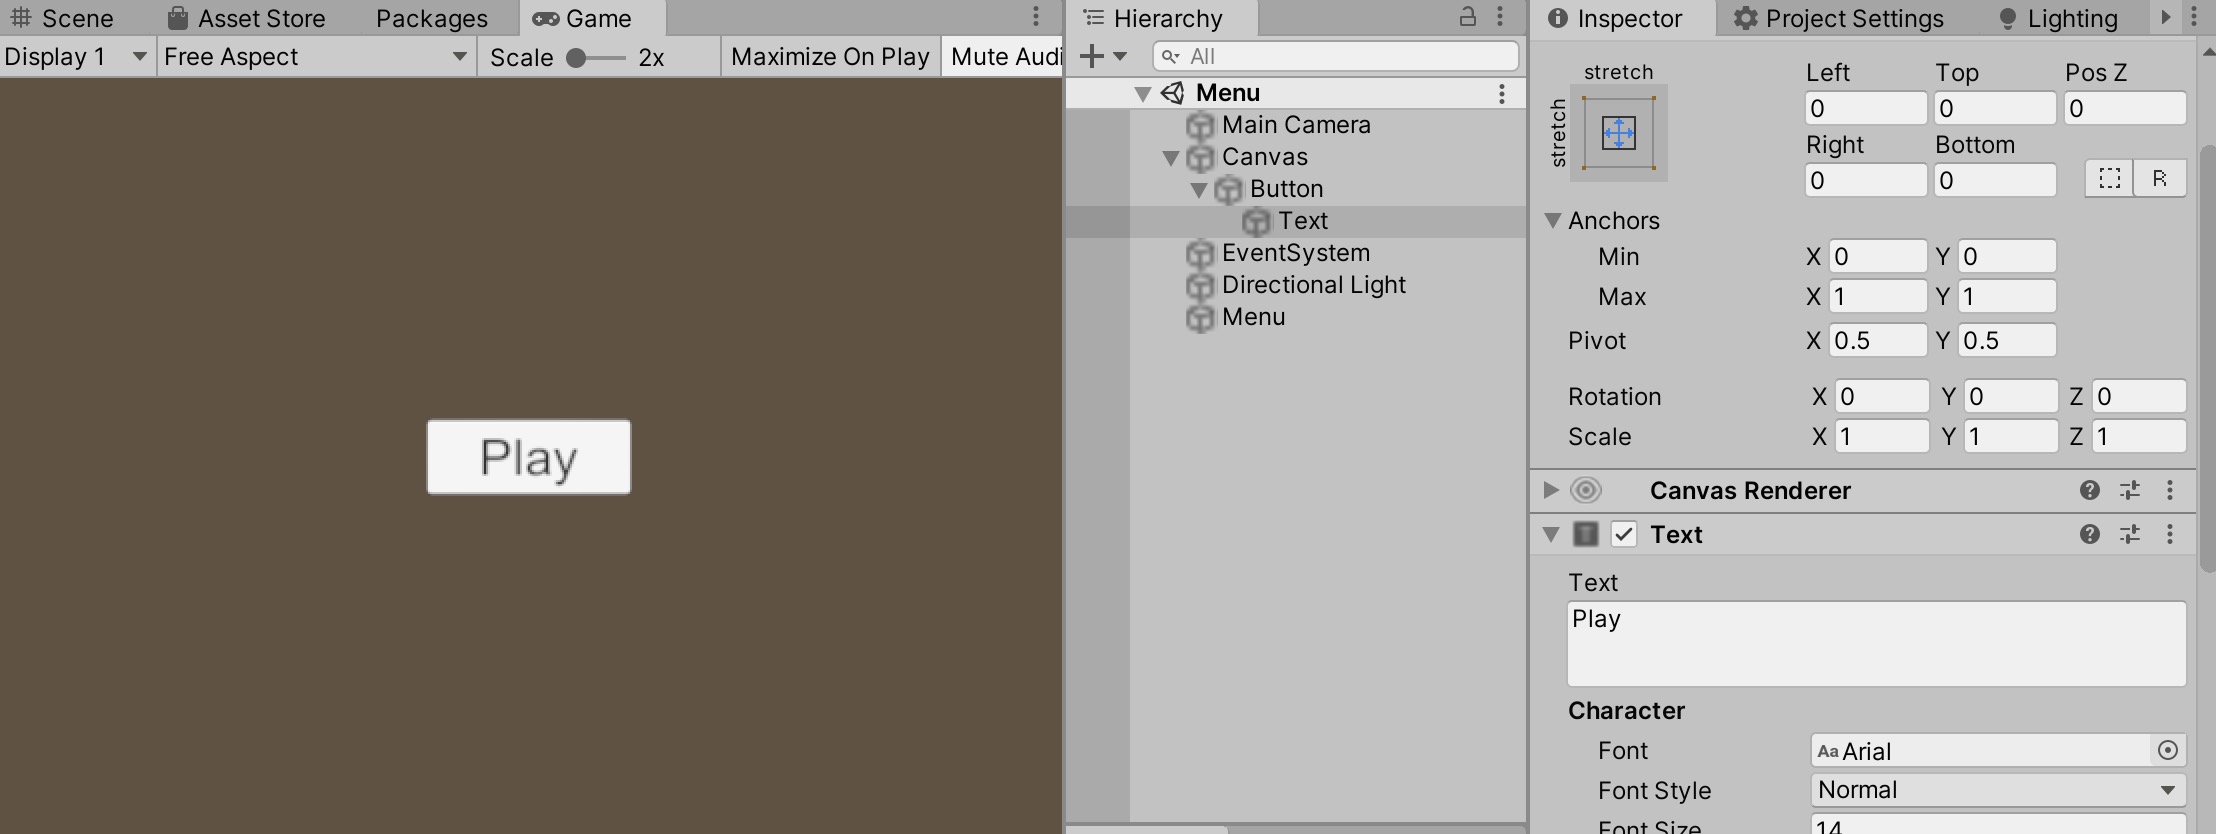 Scene Asset Store Packages Game
Display 1 Free Aspect Scale 2x Maximize On Play Mute Audi
Play
Hierarchy
All
Menu
Main Camera
Canvas
Button
Text
EventSystem
Directional Light
Menu
Inspector Project Settings Lighting
stretch
stretch
Left Top Pos Z
0 0 0
Right Bottom
0 0
R
Anchors
Min X 0 Y 0
Max X 1 Y 1
Pivot X 0.5 Y 0.5
Rotation X 0 Y 0 Z 0
Scale X 1 Y 1 Z 1
Canvas Renderer
Text
Text
Play
Character
Font Aa Arial
Font Style Normal
Font Size 14